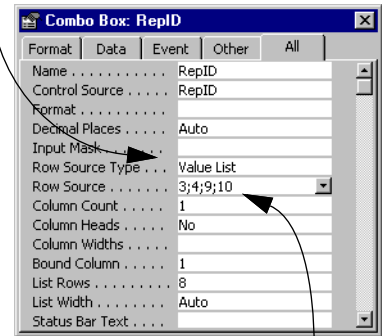 Combo Box: RepID
Format Data Event Other All
Name . . . . . . . . . . . RepID
Control Source . . . . . RepID
Format . . . . . . . . . .
Decimal Places . . . . . Auto
Input Mask . . . . . . .
Row Source Type . . . Value List
Row Source . . . . . . . 3;4;9;10
Column Count . . . . . 1
Column Heads . . . . . No
Column Widths . . . . .
Bound Column . . . . . 1
List Rows . . . . . . . . . 8
List Width . . . . . . . . Auto
Status Bar Text . . . .